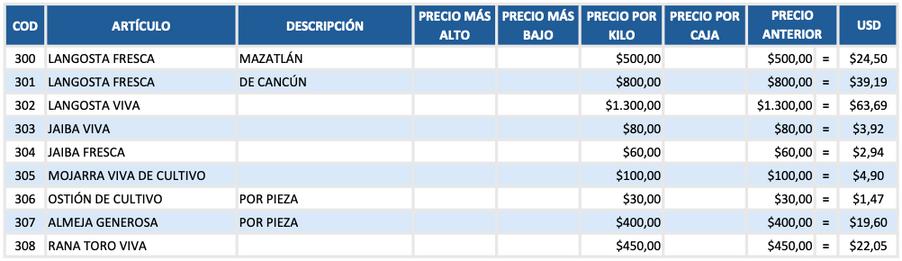 COD ARTÍCULO DESCRIPCIÓN PRECIO MÁS ALTO PRECIO MÁS BAJO PRECIO POR KILO PRECIO POR CAJA PRECIO ANTERIOR USD
300 LANGOSTA FRESCA MAZATLÁN $500,00 $500,00 = $24,50
301 LANGOSTA FRESCA DE CANCÚN $800,00 $800,00 = $39,19
302 LANGOSTA VIVA $1.300,00 $1.300,00 = $63,69
303 JAIBA VIVA $80,00 $80,00 = $3,92
304 JAIBA FRESCA $60,00 $60,00 = $2,94
305 MOJARRA VIVA DE CULTIVO $100,00 $100,00 = $4,90
306 OSTIÓN DE CULTIVO POR PIEZA $30,00 $30,00 = $1,47
307 ALMEJA GENEROSA POR PIEZA $400,00 $400,00 = $19,60
308 RANA TORO VIVA $450,00 $450,00 = $22,05